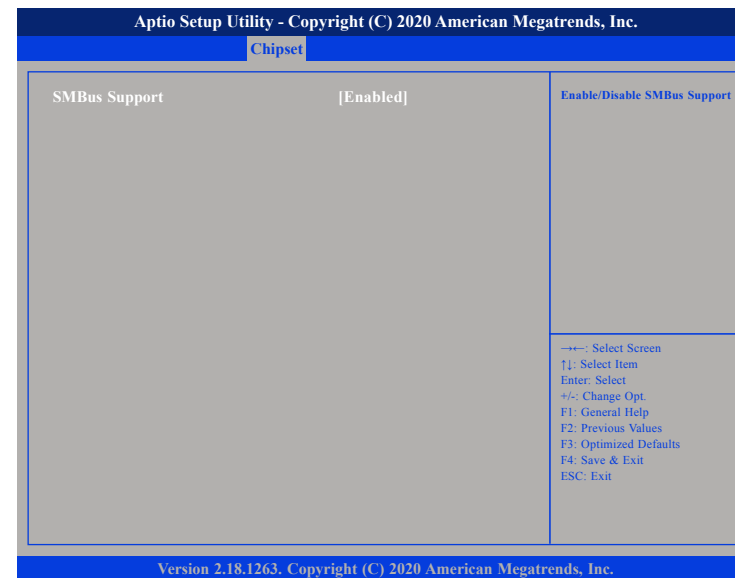 Aptio Setup Utility - Copyright (C) 2020 American Megatrends, Inc.
Chipset
SMBus Support [Enabled]
Enable/Disable SMBus Support
→←: Select Screen
↑↓: Select Item
Enter: Select
+/-: Change Opt.
F1: General Help
F2: Previous Values
F3: Optimized Defaults
F4: Save & Exit
ESC: Exit
Version 2.18.1263. Copyright (C) 2020 American Megatrends, Inc.